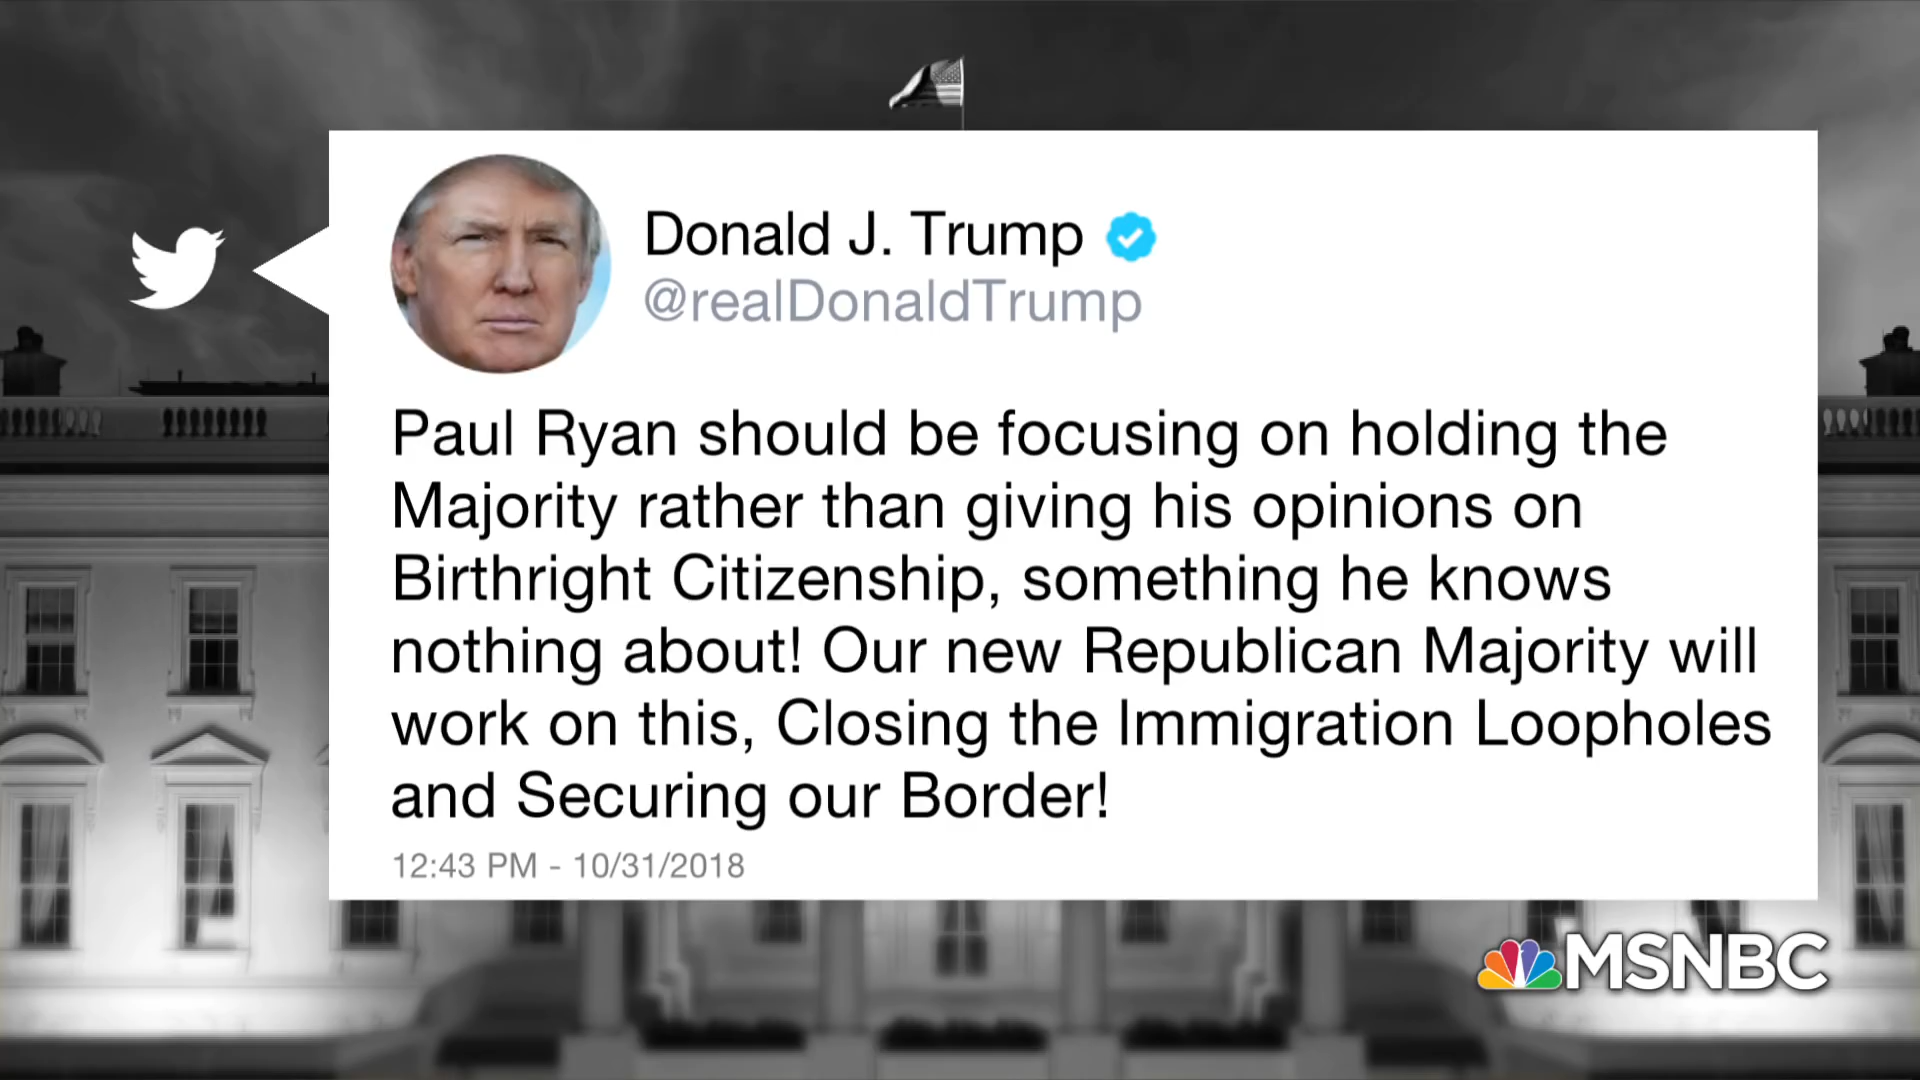 Donald J. Trump
@realDonaldTrump
Paul Ryan should be focusing on holding the
Majority rather than giving his opinions on
Birthright Citizenship, something he knows
nothing about! Our new Republican Majority will
work on this, Closing the Immigration Loopholes
and Securing our Border!
12:43 PM - 10/31/2018
MSNBC